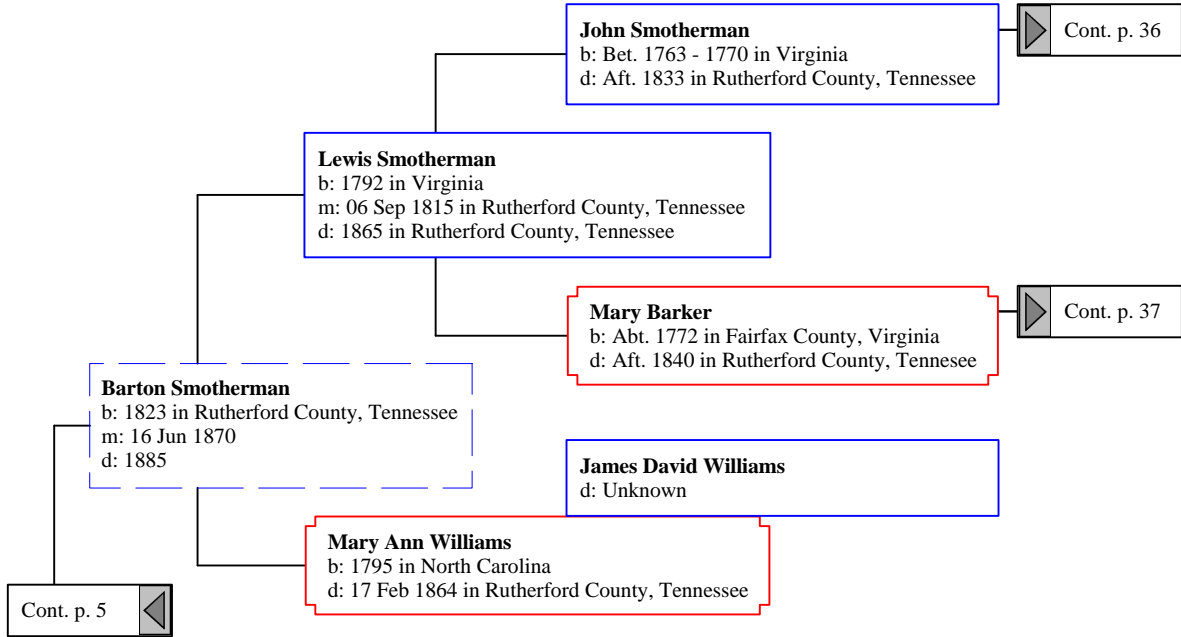 John Smotherman
b: Bet. 1763 - 1770 in Virginia
d: Aft. 1833 in Rutherford County, Tennessee
Cont. p. 36
Lewis Smotherman
b: 1792 in Virginia
m: 06 Sep 1815 in Rutherford County, Tennessee
d: 1865 in Rutherford County, Tennessee
Mary Barker
b: Abt. 1772 in Fairfax County, Virginia
d: Aft. 1840 in Rutherford County, Tennesee
Cont. p. 37
Barton Smotherman
b: 1823 in Rutherford County, Tennessee
m: 16 Jun 1870
d: 1885
James David Williams
d: Unknown
Mary Ann Williams
b: 1795 in North Carolina
d: 17 Feb 1864 in Rutherford County, Tennessee
Cont. p. 5